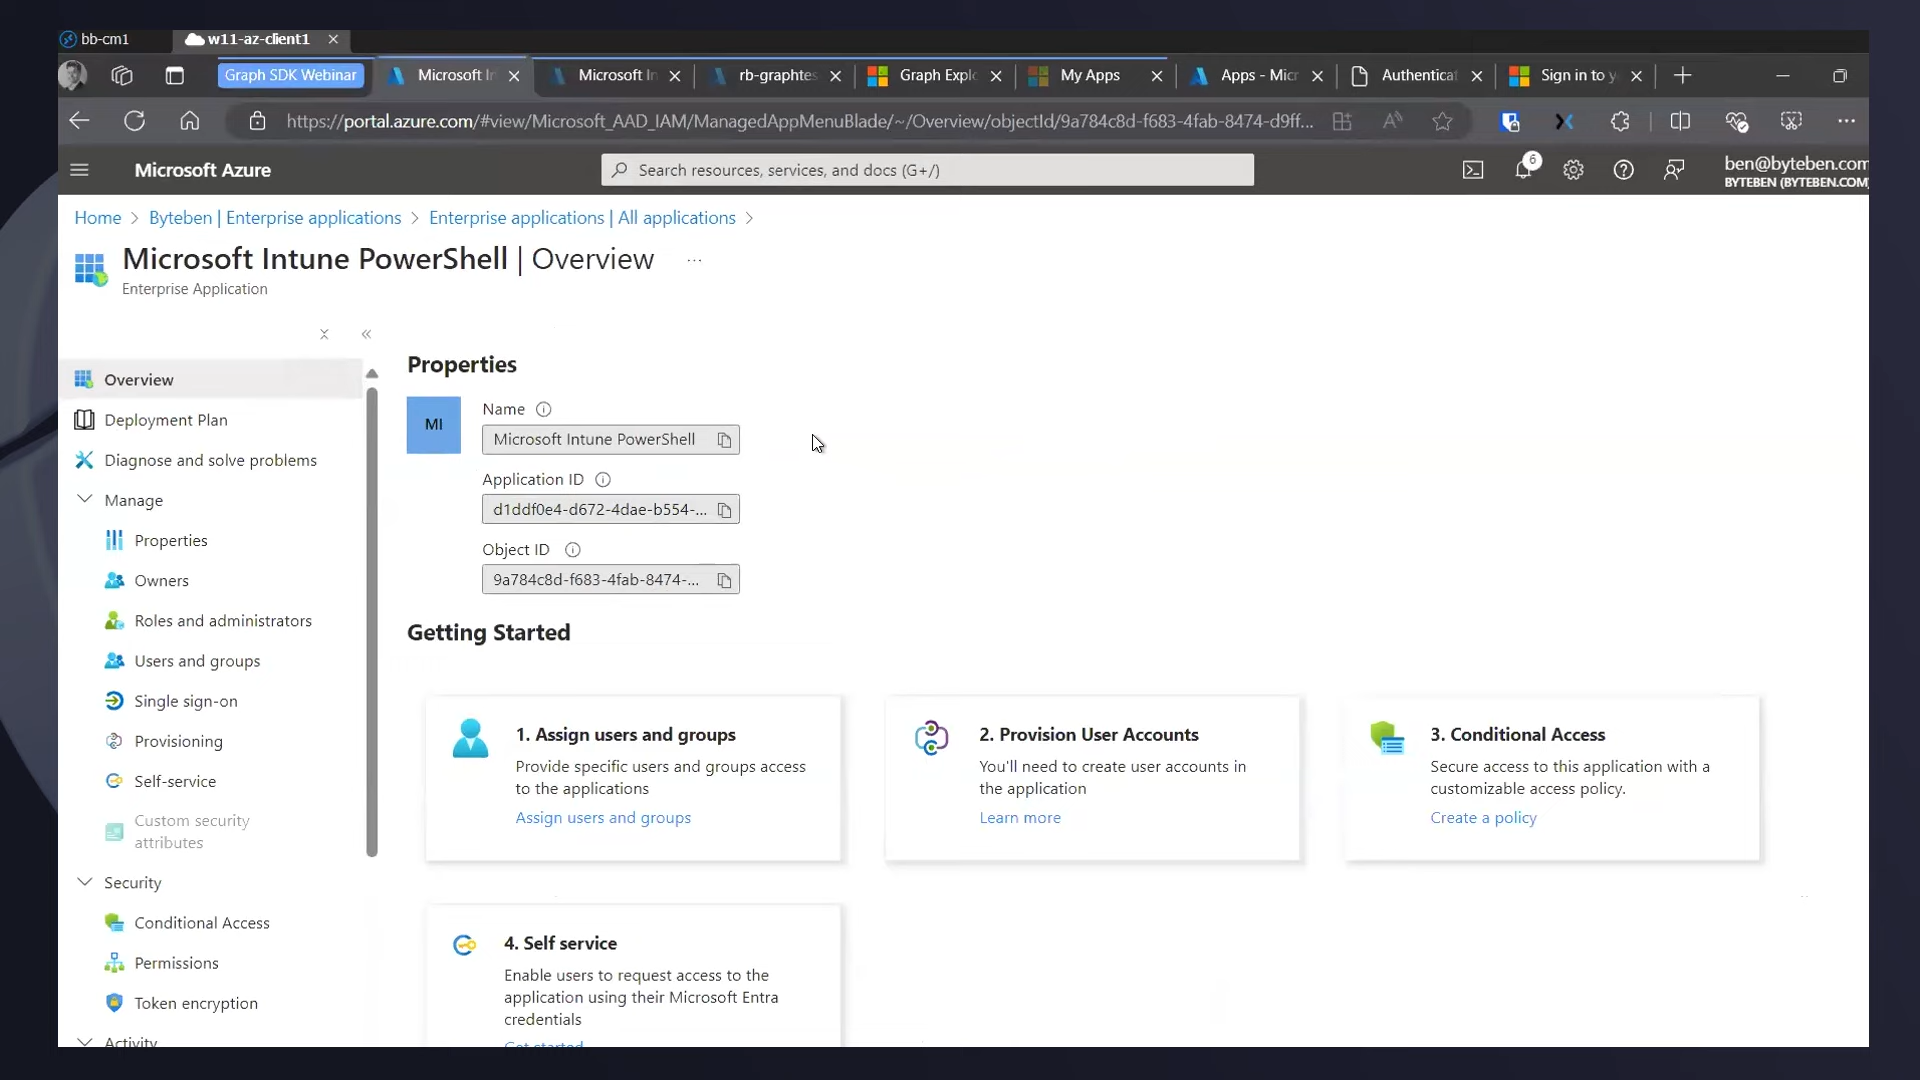 bb-cm1
w11-az-client1
Graph SDK Webinar
Microsoft In
Microsoft In
rb-graphtes
Graph Explo
My Apps
Apps - Micr
Authenticat
Sign in to y
https://portal.azure.com/#view/Microsoft_AAD_IAM/ManagedAppMenuBlade/~/Overview/objectId/9a784c8d-f683-4fab-8474-d9ff...
Microsoft Azure
Search resources, services, and docs (G+/)
6
ben@byteben.com
BYTEBEN (BYTEBEN.COM)
Home > Byteben | Enterprise applications > Enterprise applications | All applications >
Microsoft Intune PowerShell | Overview ...
Enterprise Application
Overview
Deployment Plan
Diagnose and solve problems
Manage
Properties
Owners
Roles and administrators
Users and groups
Single sign-on
Provisioning
Self-service
Custom security
attributes
Security
Conditional Access
Permissions
Token encryption
Activity
Properties
MI
Name
Microsoft Intune PowerShell
Application ID
d1ddf0e4-d672-4dae-b554-...
Object ID
9a784c8d-f683-4fab-8474-...
Getting Started
1. Assign users and groups
Provide specific users and groups access
to the applications
Assign users and groups
2. Provision User Accounts
You'll need to create user accounts in
the application
Learn more
3. Conditional Access
Secure access to this application with a
customizable access policy.
Create a policy
4. Self service
Enable users to request access to the
application using their Microsoft Entra
credentials
Get started